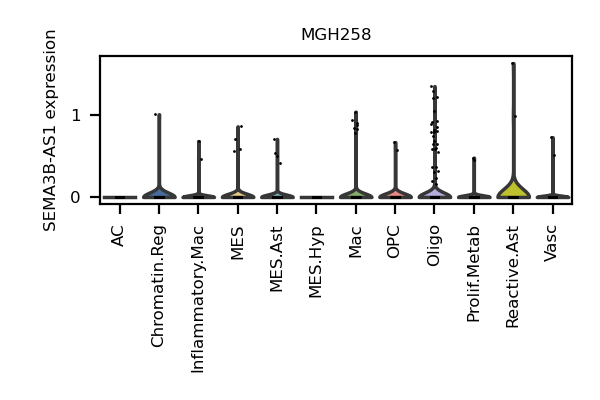 MGH258
SEMA3B-AS1 expression
1
0
AC
Chromatin.Reg
Inflammatory.Mac
MES
MES.Ast
MES.Hyp
Mac
OPC
Oligo
Prolif.Metab
Reactive.Ast
Vasc